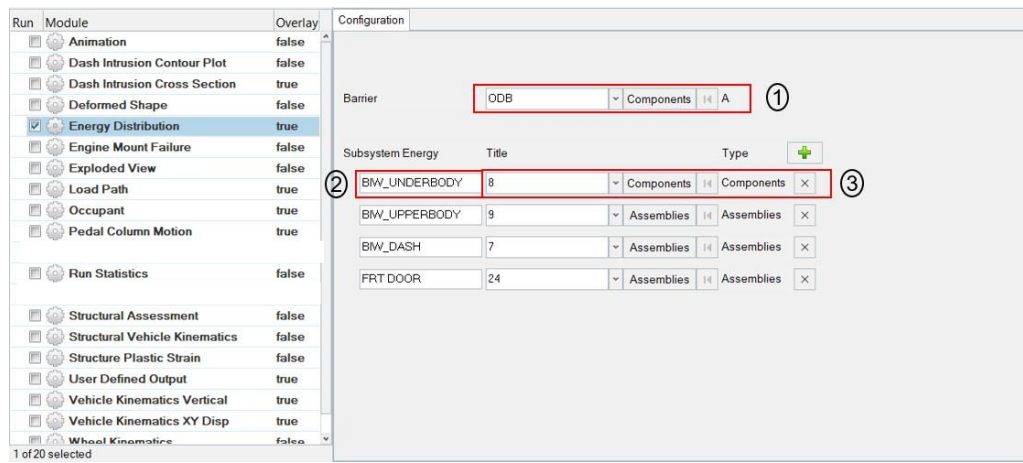 Run Module Overlay
Animation false
Dash Intrusion Contour Plot false
Dash Intrusion Cross Section true
Deformed Shape false
Energy Distribution true
Engine Mount Failure false
Exploded View false
Load Path true
Occupant true
Pedal Column Motion true
Run Statistics false
Structural Assessment false
Structural Vehicle Kinematics false
Structure Plastic Strain false
User Defined Output true
Vehicle Kinematics Vertical true
Vehicle Kinematics XY Disp true
Wheel Kinematics false
1 of 20 selected
Configuration
Barrier ODB Components A ①
Subsystem Energy Title Type
② BIW_UNDERBODY 8 Components Components ③
BIW_UPPERBODY 9 Assemblies Assemblies
BIW_DASH 7 Assemblies Assemblies
FRT DOOR 24 Assemblies Assemblies